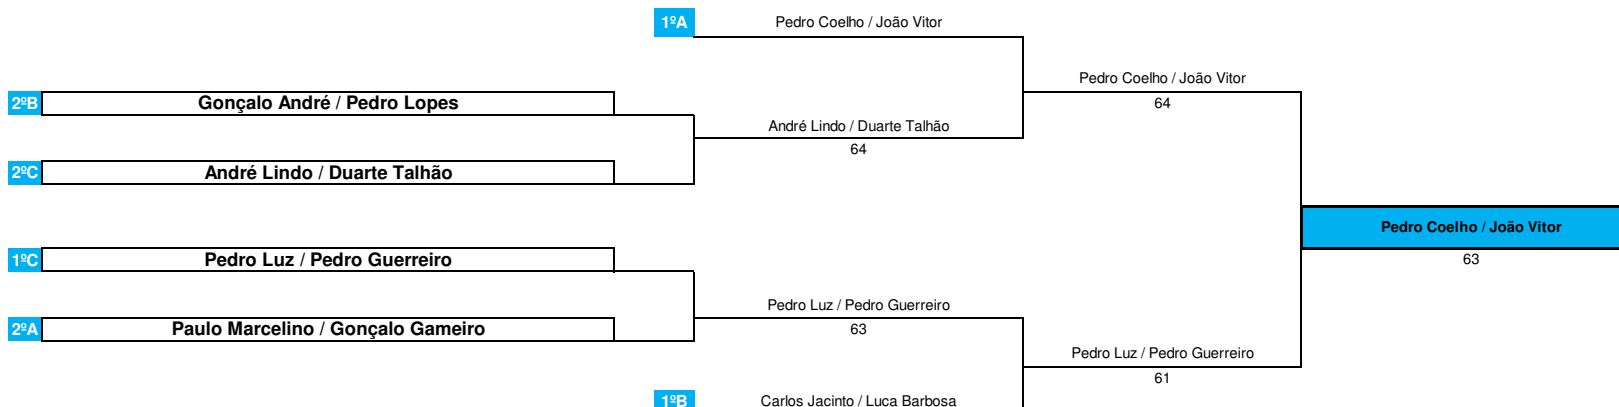 1ºA Pedro Coelho / João Vitor
Pedro Coelho / João Vitor
2ºB Gonçalo André / Pedro Lopes
64
André Lindo / Duarte Talhão
64
2ºC André Lindo / Duarte Talhão
Pedro Coelho / João Vitor
1ºC Pedro Luz / Pedro Guerreiro
63
Pedro Luz / Pedro Guerreiro
2ºA Paulo Marcelino / Gonçalo Gameiro
63
Pedro Luz / Pedro Guerreiro
61
1ºB Carlos Jacinto / Luca Barbosa